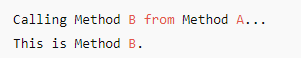 Calling Method B from Method A...
This is Method B.